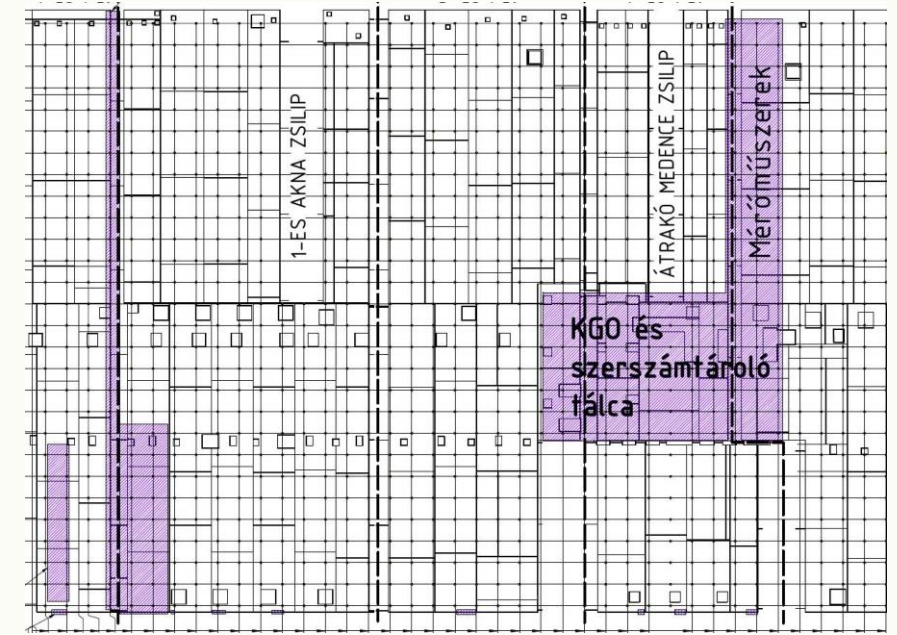 1-ES AKNA ZSILIP
ÁTRAKÓ MEDENCE ZSILIP
Mérőműszerek
KGO és
szerszámtároló
tálca